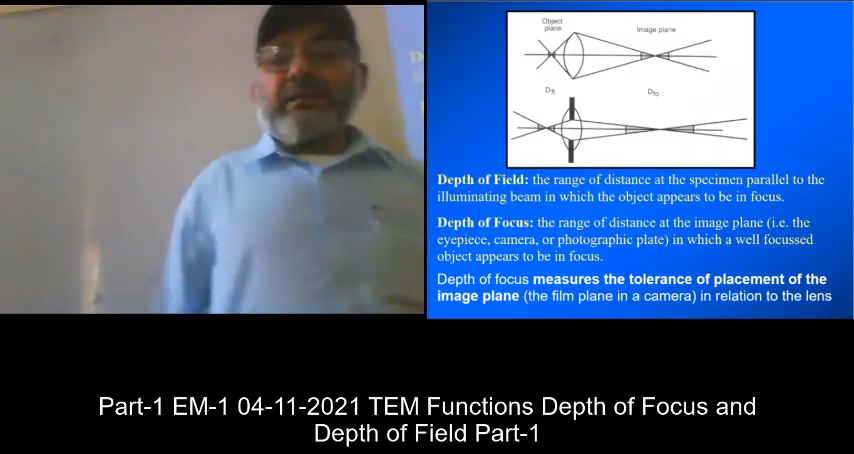 Object
plane
Image plane
Dfi
Dfo
Depth of Field: the range of distance at the specimen parallel to the
illuminating beam in which the object appears to be in focus.
Depth of Focus: the range of distance at the image plane (i.e. the
eyepiece, camera, or photographic plate) in which a well focussed
object appears to be in focus.
Depth of focus measures the tolerance of placement of the
image plane (the film plane in a camera) in relation to the lens
Part-1 EM-1 04-11-2021 TEM Functions Depth of Focus and
Depth of Field Part-1